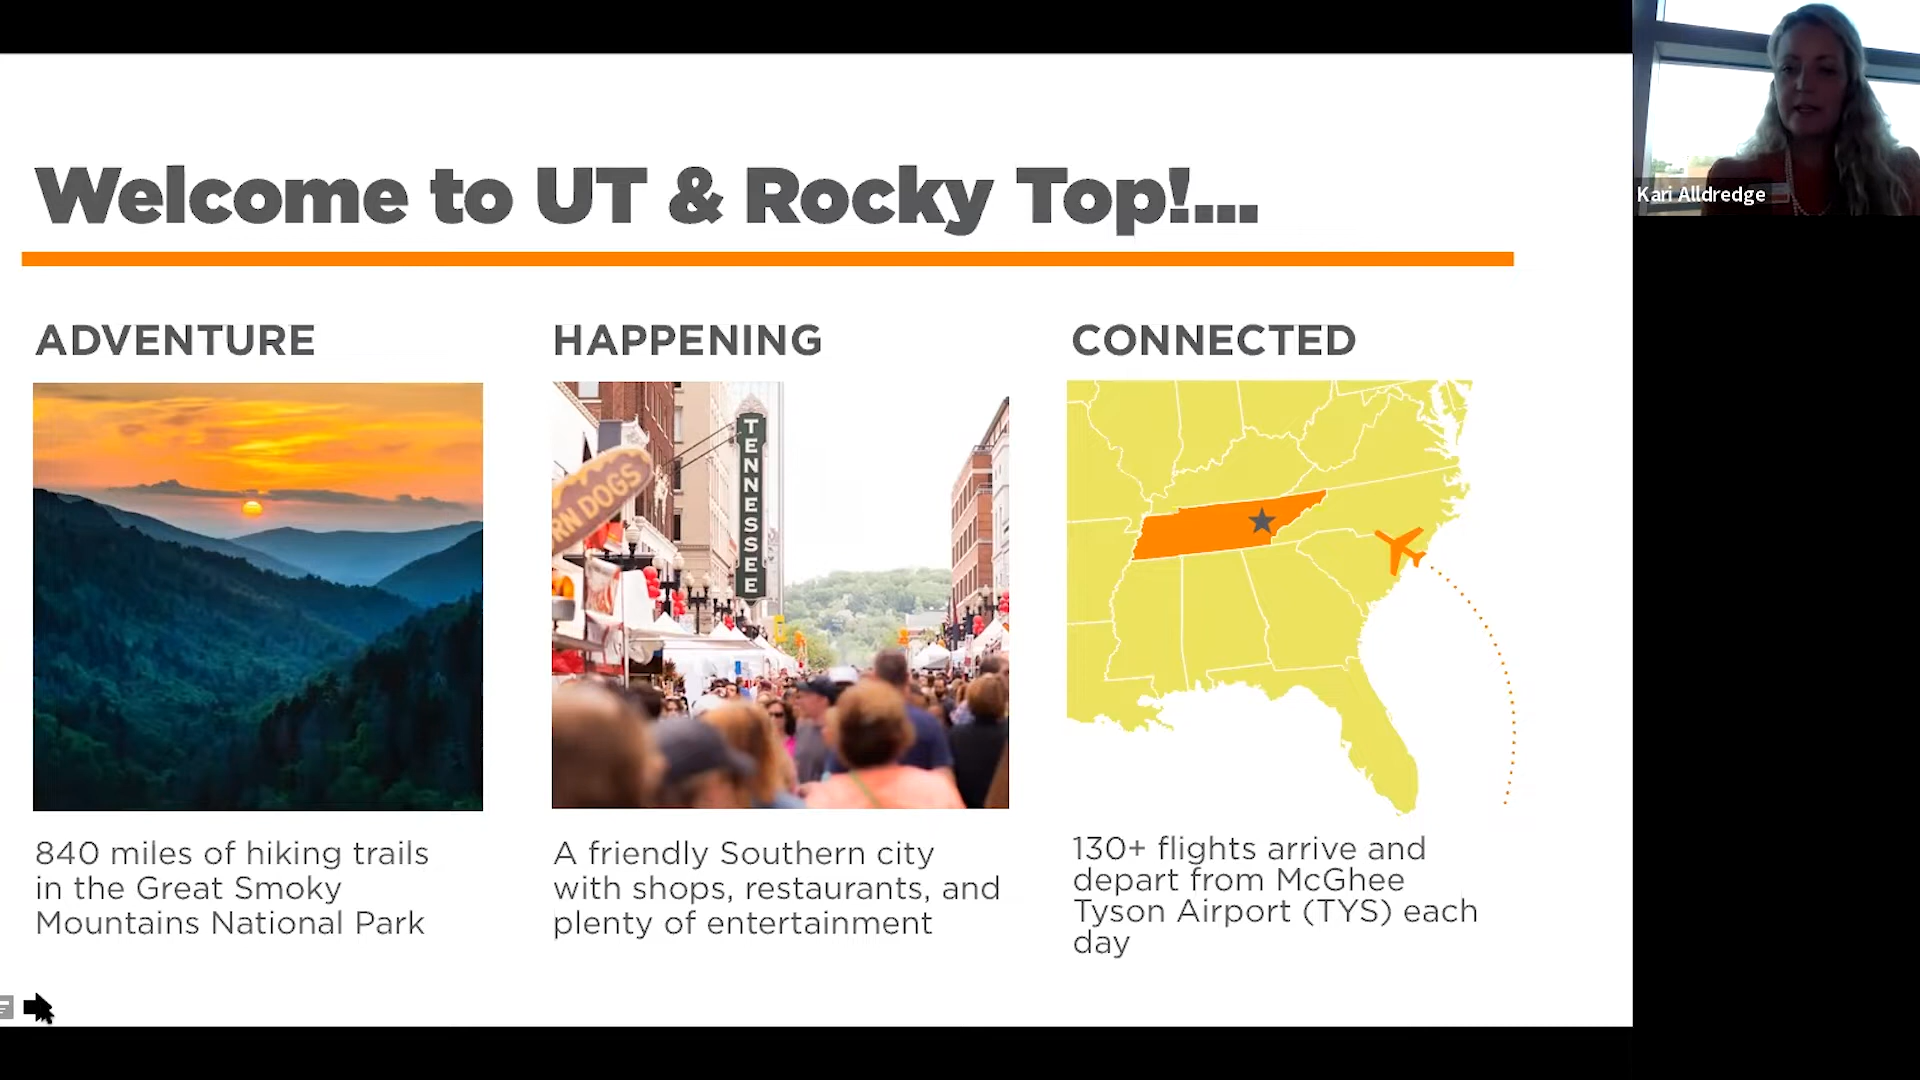 Welcome to UT & Rocky Top!...
Kari Alldredge
ADVENTURE
HAPPENING
CONNECTED
RN DOGS
TENNESSEE
840 miles of hiking trails
in the Great Smoky
Mountains National Park
A friendly Southern city
with shops, restaurants, and
plenty of entertainment
130+ flights arrive and
depart from McGhee
Tyson Airport (TYS) each
day